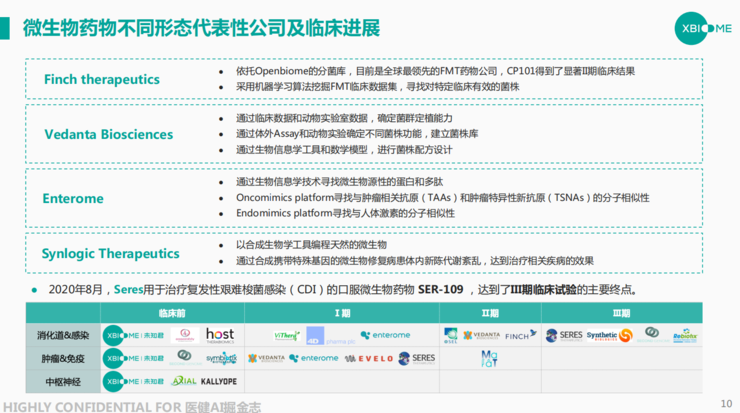 微生物药物不同形态代表性公司及临床进展
XBIOME
Finch therapeutics
• 依托Openbiome的分菌库，目前是全球最领先的FMT药物公司，CP101得到了显著II期临床结果
• 采用机器学习算法挖掘FMT临床数据集，寻找对特定临床有效的菌株
Vedanta Biosciences
• 通过临床数据和动物实验室数据，确定菌群定植能力
• 通过体外Assay和动物实验确定不同菌株功能，建立菌株库
• 通过生物信息学工具和数学模型，进行菌株配方设计
Enterome
• 通过生物信息学技术寻找微生物源性的蛋白和多肽
• Oncomimics platform寻找与肿瘤相关抗原（TAAs）和肿瘤特异性新抗原（TSNAs）的分子相似性
• Endomimics platform寻找与人体激素的分子相似性
Synlogic Therapeutics
• 以合成生物学工具编程天然的微生物
• 通过合成携带特殊基因的微生物修复病患体内新陈代谢紊乱，达到治疗相关疾病的效果
• 2020年8月，Seres用于治疗复发性艰难梭菌感染（CDI）的口服微生物药物 SER-109 ，达到了III期临床试验的主要终点。
临床前 I 期 II期 III期
消化道&感染 XBIOME|未知君 host THERABIOMICS ViThera 4D pharma plc enterome VEDANTA FINCH SERES Synthetic BIOLOGICS Rebiotix
肿瘤&免疫 XBIOME|未知君 symbiotix VEDANTA enterome EVELO SERES MaaT
中枢神经 XBIOME|未知君 AXIAL KALLYOPE
HIGHLY CONFIDENTIAL FOR 医健AI掘金志
10